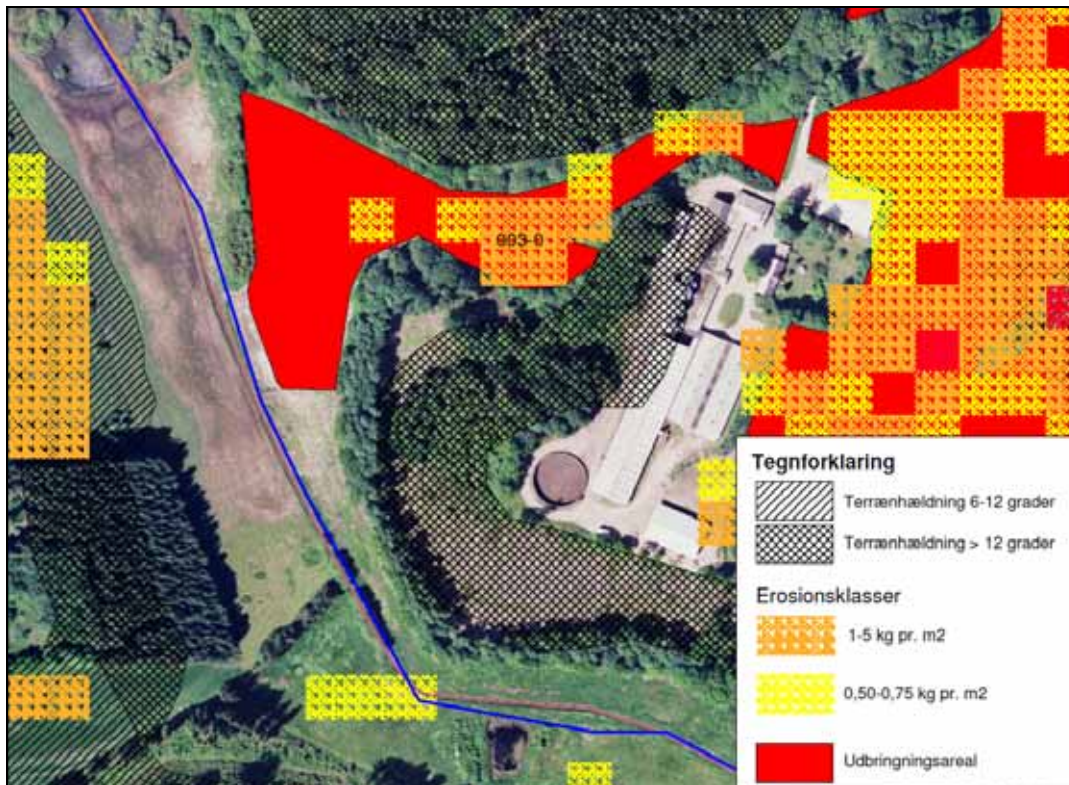 993-0
Tegnforklaring
Terrænhældning 6-12 grader
Terrænhældning > 12 grader
Erosionsklasser
1-5 kg pr. m2
0,50-0,75 kg pr. m2
Udbringningsareal